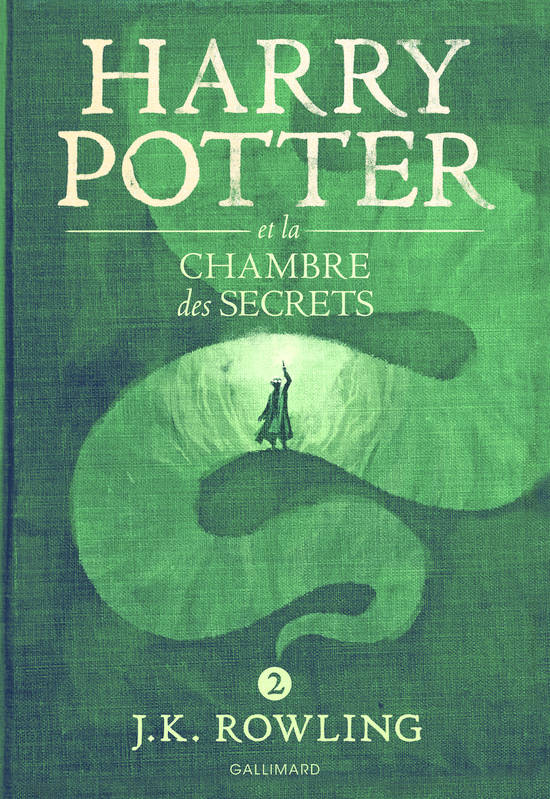 HARRY
POTTER
et la
CHAMBRE
des SECRETS
2
J.K. ROWLING
GALLIMARD